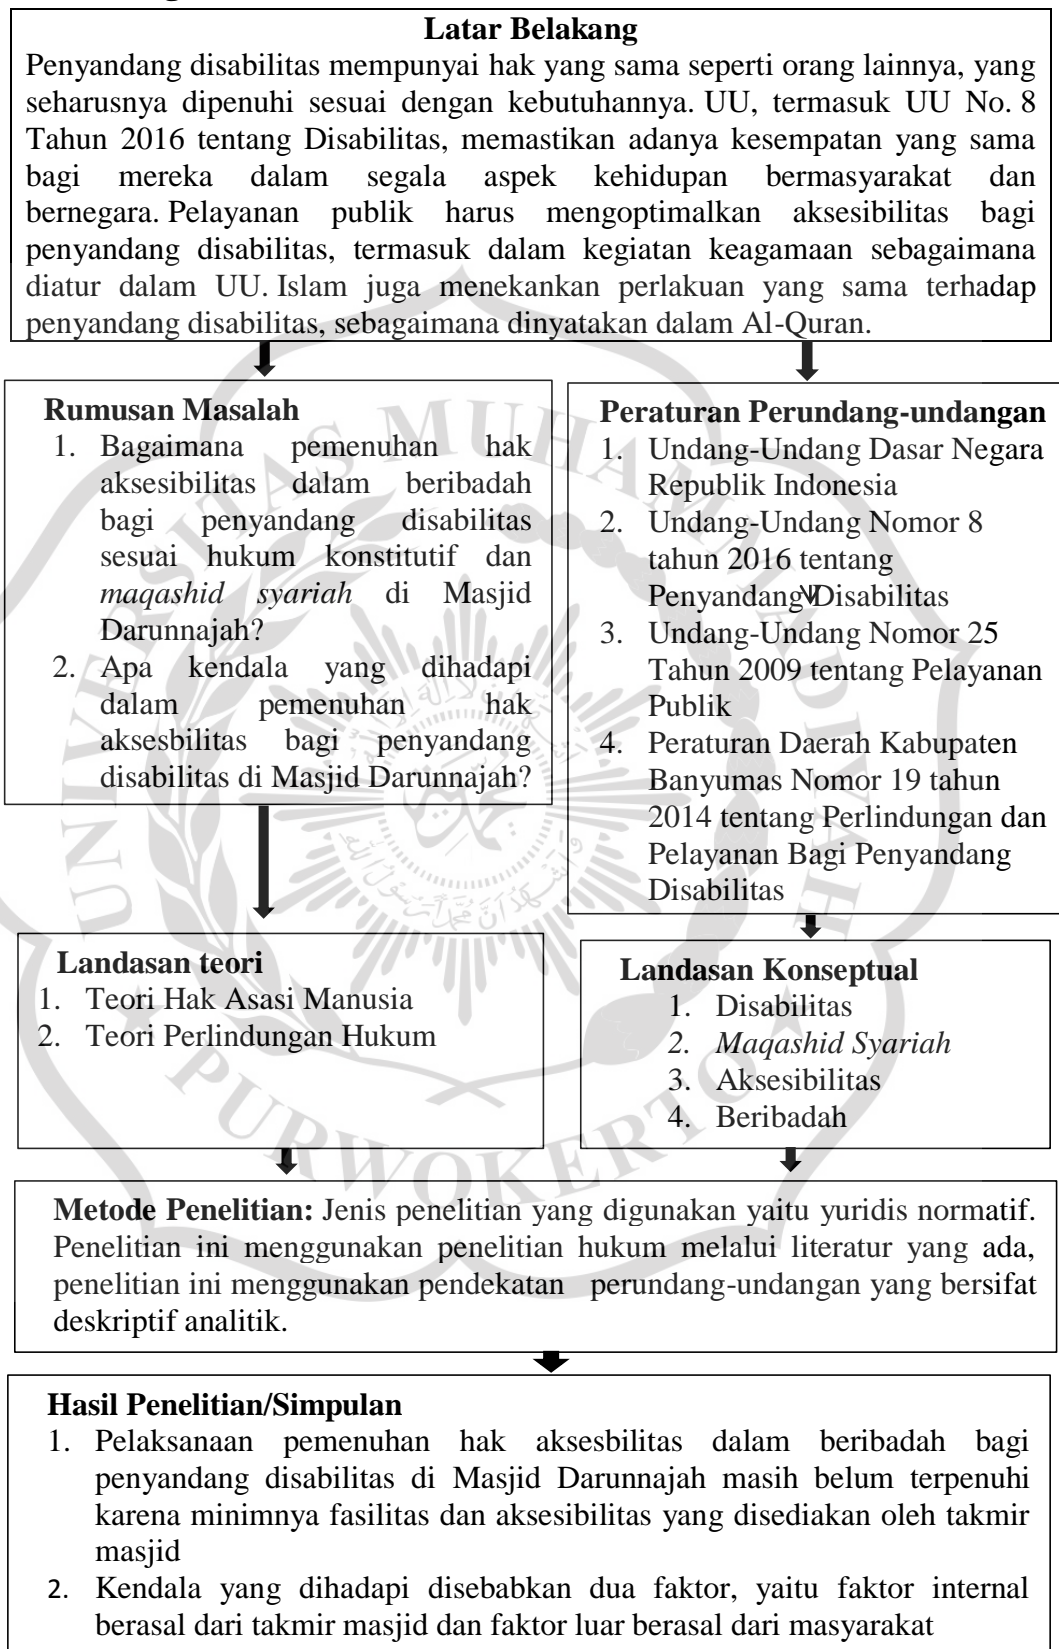 Latar Belakang
Penyandang disabilitas mempunyai hak yang sama seperti orang lainnya, yang
seharusnya dipenuhi sesuai dengan kebutuhannya. UU, termasuk UU No. 8
Tahun 2016 tentang Disabilitas, memastikan adanya kesempatan yang sama
bagi mereka dalam segala aspek kehidupan bermasyarakat dan
bernegara. Pelayanan publik harus mengoptimalkan aksesibilitas bagi
penyandang disabilitas, termasuk dalam kegiatan keagamaan sebagaimana
diatur dalam UU. Islam juga menekankan perlakuan yang sama terhadap
penyandang disabilitas, sebagaimana dinyatakan dalam Al-Quran.
Rumusan Masalah
1. Bagaimana pemenuhan hak
aksesibilitas dalam beribadah
bagi penyandang disabilitas
sesuai hukum konstitutif dan
maqashid syariah di Masjid
Darunnajah?
2. Apa kendala yang dihadapi
dalam pemenuhan hak
aksesbilitas bagi penyandang
disabilitas di Masjid Darunnajah?
Peraturan Perundang-undangan
1. Undang-Undang Dasar Negara
Republik Indonesia
2. Undang-Undang Nomor 8
tahun 2016 tentang
Penyandang Disabilitas
3. Undang-Undang Nomor 25
Tahun 2009 tentang Pelayanan
Publik
4. Peraturan Daerah Kabupaten
Banyumas Nomor 19 tahun
2014 tentang Perlindungan dan
Pelayanan Bagi Penyandang
Disabilitas
Landasan teori
1. Teori Hak Asasi Manusia
2. Teori Perlindungan Hukum
Landasan Konseptual
1. Disabilitas
2. Maqashid Syariah
3. Aksesibilitas
4. Beribadah
Metode Penelitian: Jenis penelitian yang digunakan yaitu yuridis normatif.
Penelitian ini menggunakan penelitian hukum melalui literatur yang ada,
penelitian ini menggunakan pendekatan perundang-undangan yang bersifat
deskriptif analitik.
Hasil Penelitian/Simpulan
1. Pelaksanaan pemenuhan hak aksesbilitas dalam beribadah bagi
penyandang disabilitas di Masjid Darunnajah masih belum terpenuhi
karena minimnya fasilitas dan aksesibilitas yang disediakan oleh takmir
masjid
2. Kendala yang dihadapi disebabkan dua faktor, yaitu faktor internal
berasal dari takmir masjid dan faktor luar berasal dari masyarakat
UNIVERSITAS MUHAMMADIYAH
PURWOKERTO